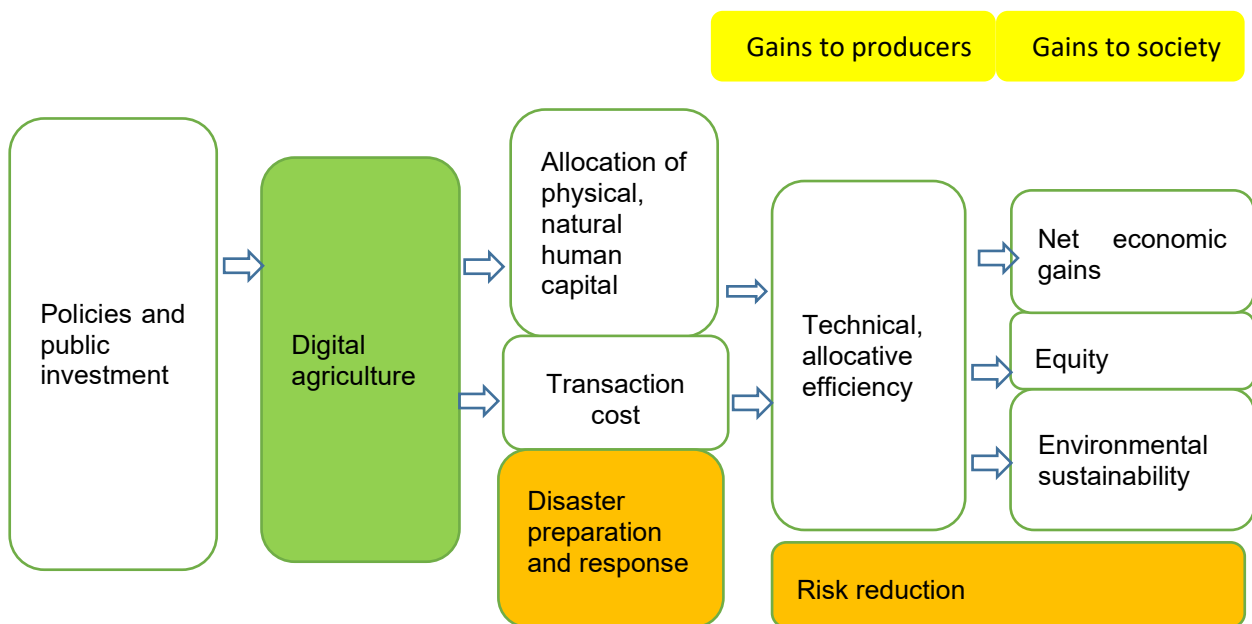 Gains to producers
Gains to society
Policies and
public
investment
Digital
agriculture
Allocation of
physical,
natural
human
capital
Transaction
cost
Disaster
preparation
and response
Technical,
allocative
efficiency
Net economic
gains
Equity
Environmental
sustainability
Risk reduction